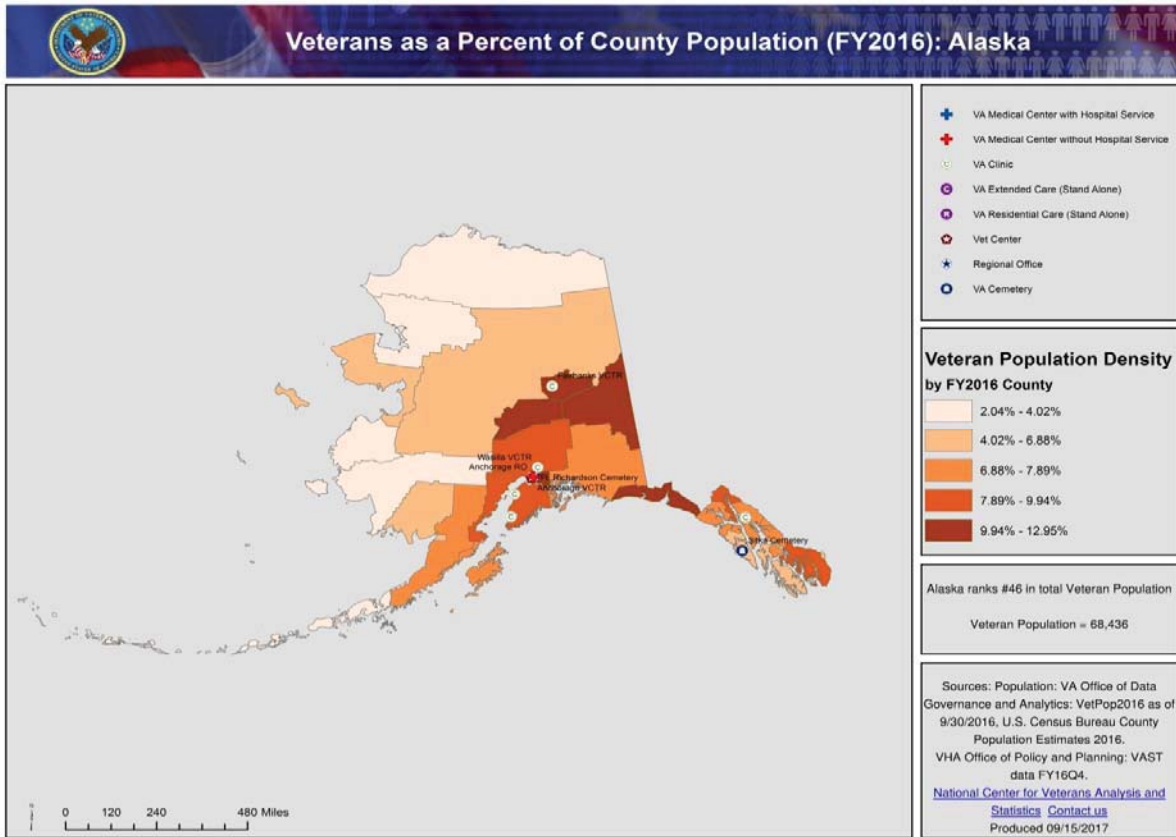 Veterans as a Percent of County Population (FY2016): Alaska
VA Medical Center with Hospital Service
VA Medical Center without Hospital Service
VA Clinic
VA Extended Care (Stand Alone)
VA Residential Care (Stand Alone)
Vet Center
Regional Office
VA Cemetery
Veteran Population Density
by FY2016 County
2.04% - 4.02%
4.02% - 6.88%
6.88% - 7.89%
7.89% - 9.94%
9.94% - 12.95%
Alaska ranks #46 in total Veteran Population
Veteran Population = 68,436
Sources: Population: VA Office of Data
Governance and Analytics: VetPop2016 as of
9/30/2016, U.S. Census Bureau County
Population Estimates 2016.
VHA Office of Policy and Planning: VAST
data FY16Q4.
National Center for Veterans Analysis and
Statistics Contact us
Produced 09/15/2017
Fairbanks VCTR
Wasilla VCTR
Anchorage RO
Richardson Cemetery
Anchorage VCTR
Sitka Cemetery
0 120 240 480 Miles